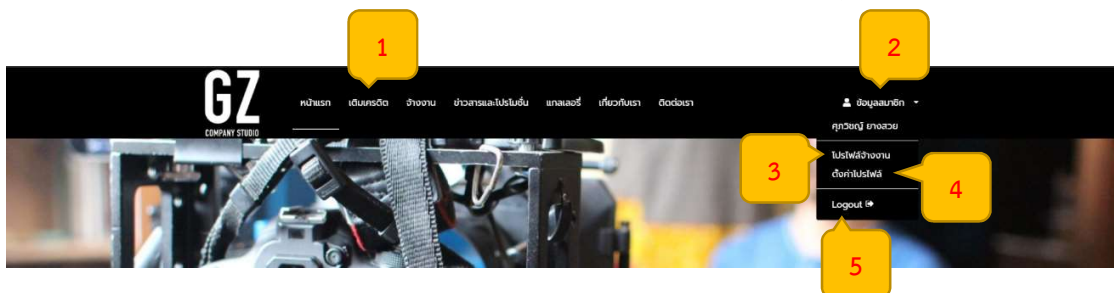 1
2
GZ
COMPANY STUDIO
หน้าแรก เติมเครดิต จ้างงาน ข่าวสารและโปรโมชั่น แกลเลอรี่ เกี่ยวกับเรา ติดต่อเรา
ข้อมูลสมาชิก
ศุภวิชญ์ ยางสวย
3
โปรไฟล์จ้างงาน
ตั้งค่าโปรไฟล์
4
Logout
5